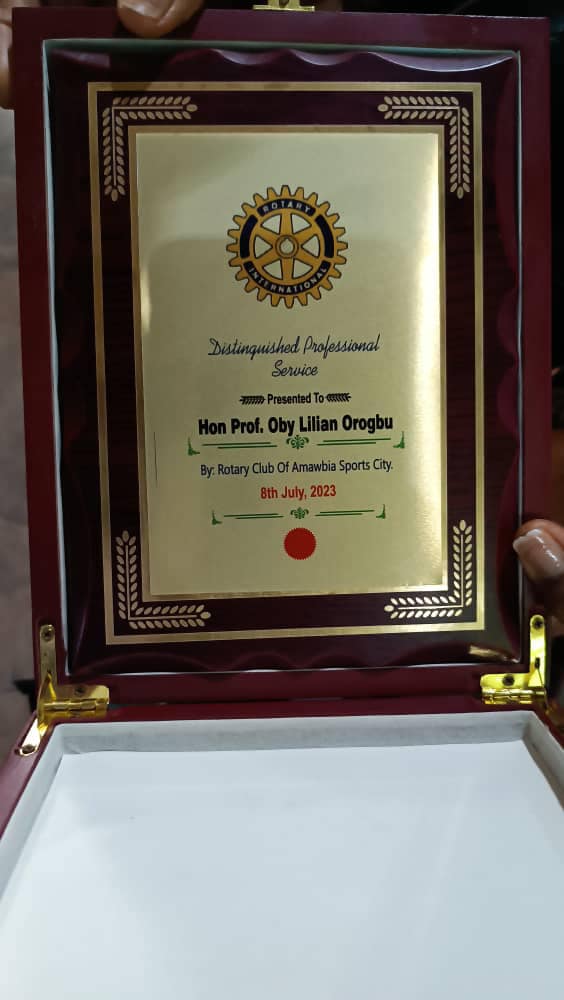 ROTARY
INTERNATIONAL
Distinguished Professional
Service
Presented To
Hon Prof. Oby Lilian Orogbu
By: Rotary Club Of Amawbia Sports City.
8th July, 2023